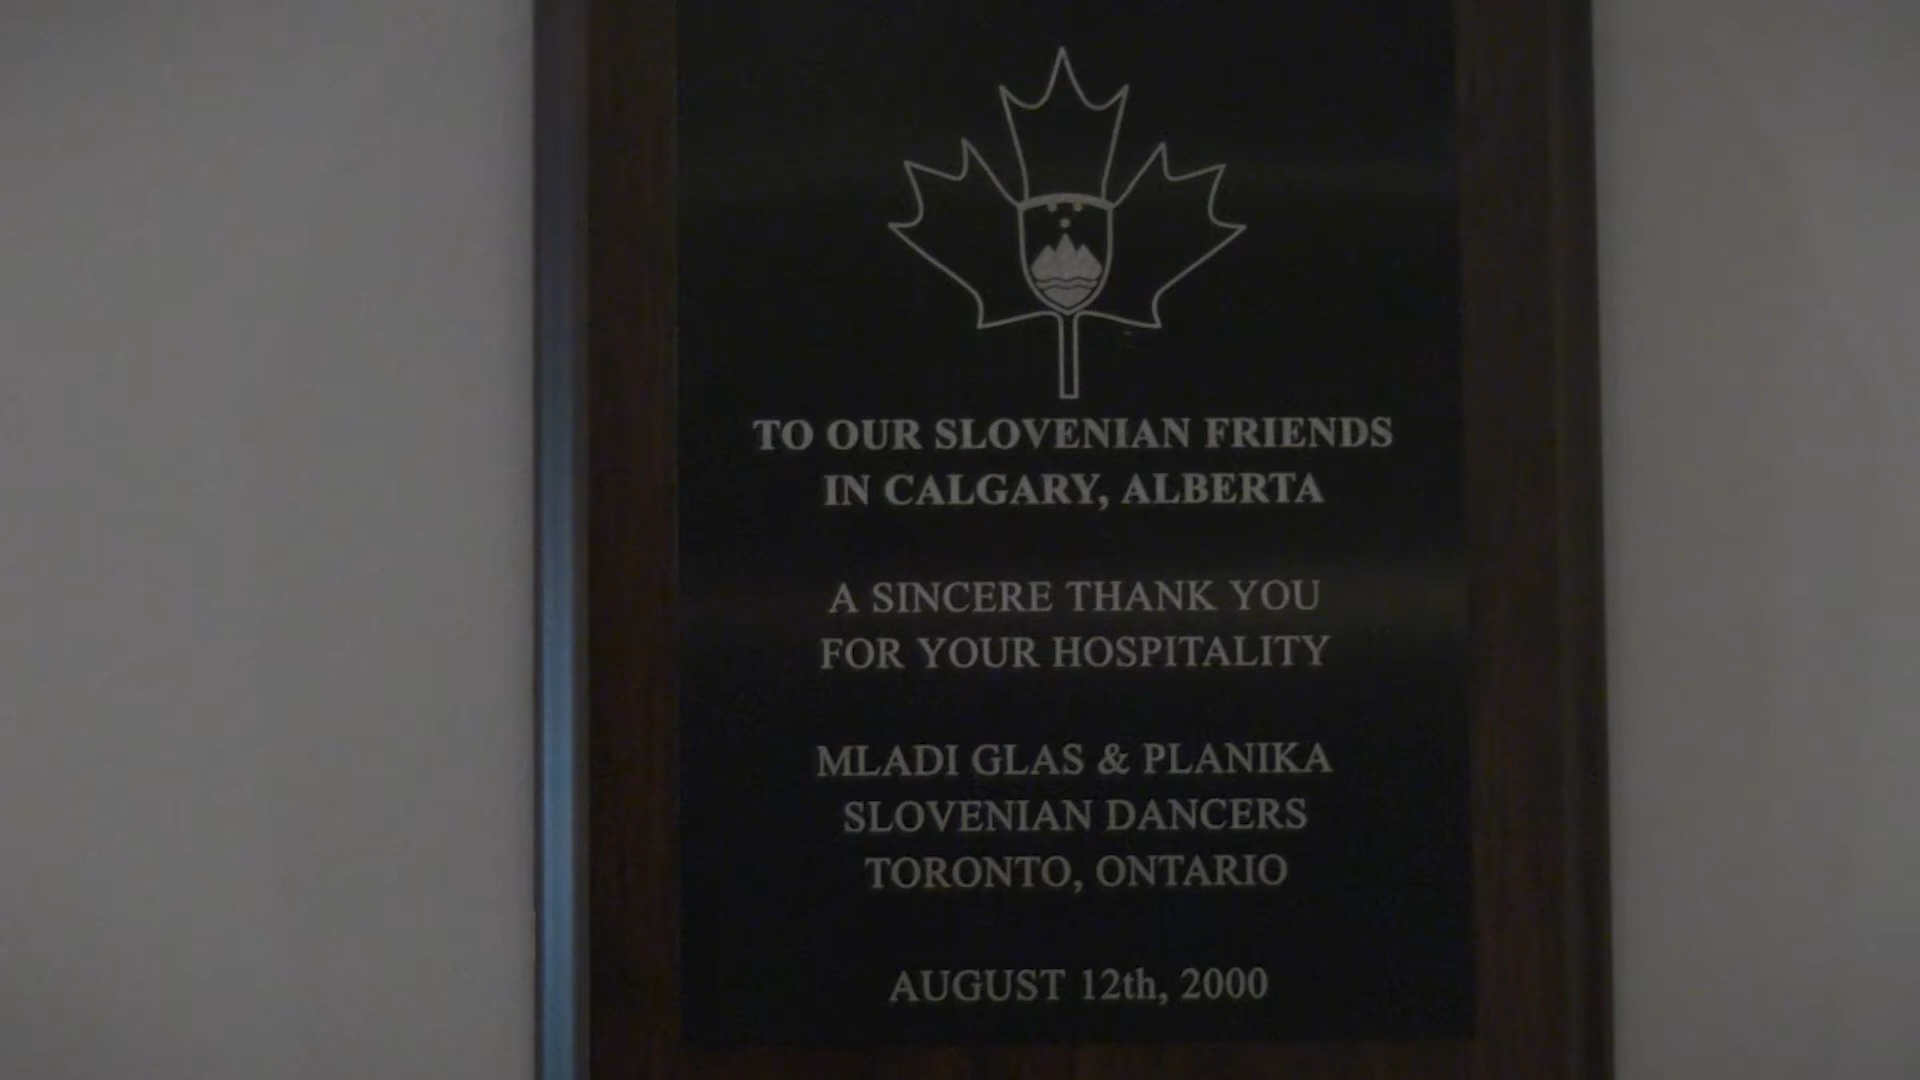 TO OUR SLOVENIAN FRIENDS
IN CALGARY, ALBERTA
A SINCERE THANK YOU
FOR YOUR HOSPITALITY
MLADI GLAS & PLANIKA
SLOVENIAN DANCERS
TORONTO, ONTARIO
AUGUST 12th, 2000